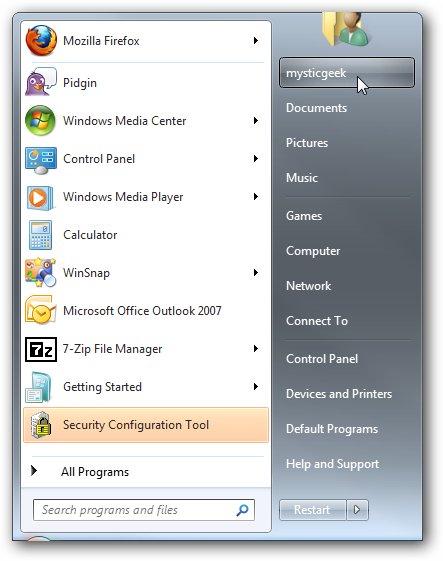 Mozilla Firefox
Pidgin
Windows Media Center
Control Panel
Windows Media Player
Calculator
WinSnap
Microsoft Office Outlook 2007
7z
7-Zip File Manager
Getting Started
Security Configuration Tool
All Programs
Search programs and files
mysticgeek
Documents
Pictures
Music
Games
Computer
Network
Connect To
Control Panel
Devices and Printers
Default Programs
Help and Support
Restart